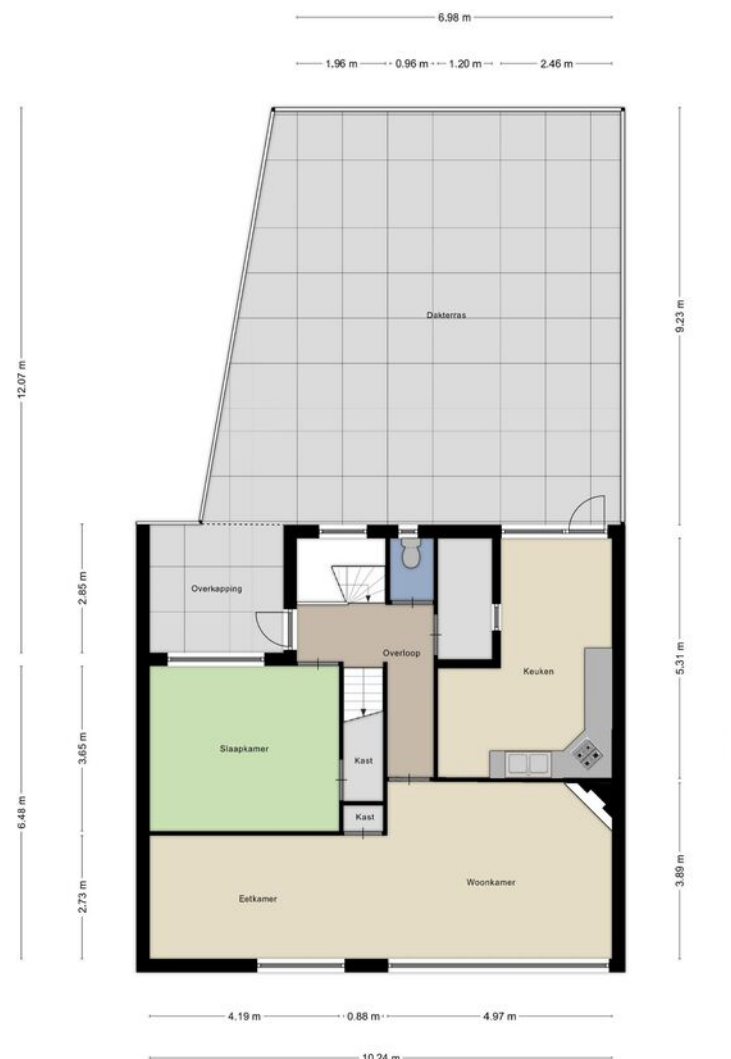 6.98 m
1.96 m 0.96 m 1.20 m 2.46 m
Dakterras
9.23 m
12.07 m
Overkapping
2.85 m
Overloop
5.31 m
Keuken
Slaapkamer
3.65 m
Kast
6.48 m
Kast
Woonkamer
3.89 m
Eetkamer
2.73 m
4.19 m 0.88 m 4.97 m
10.24 m